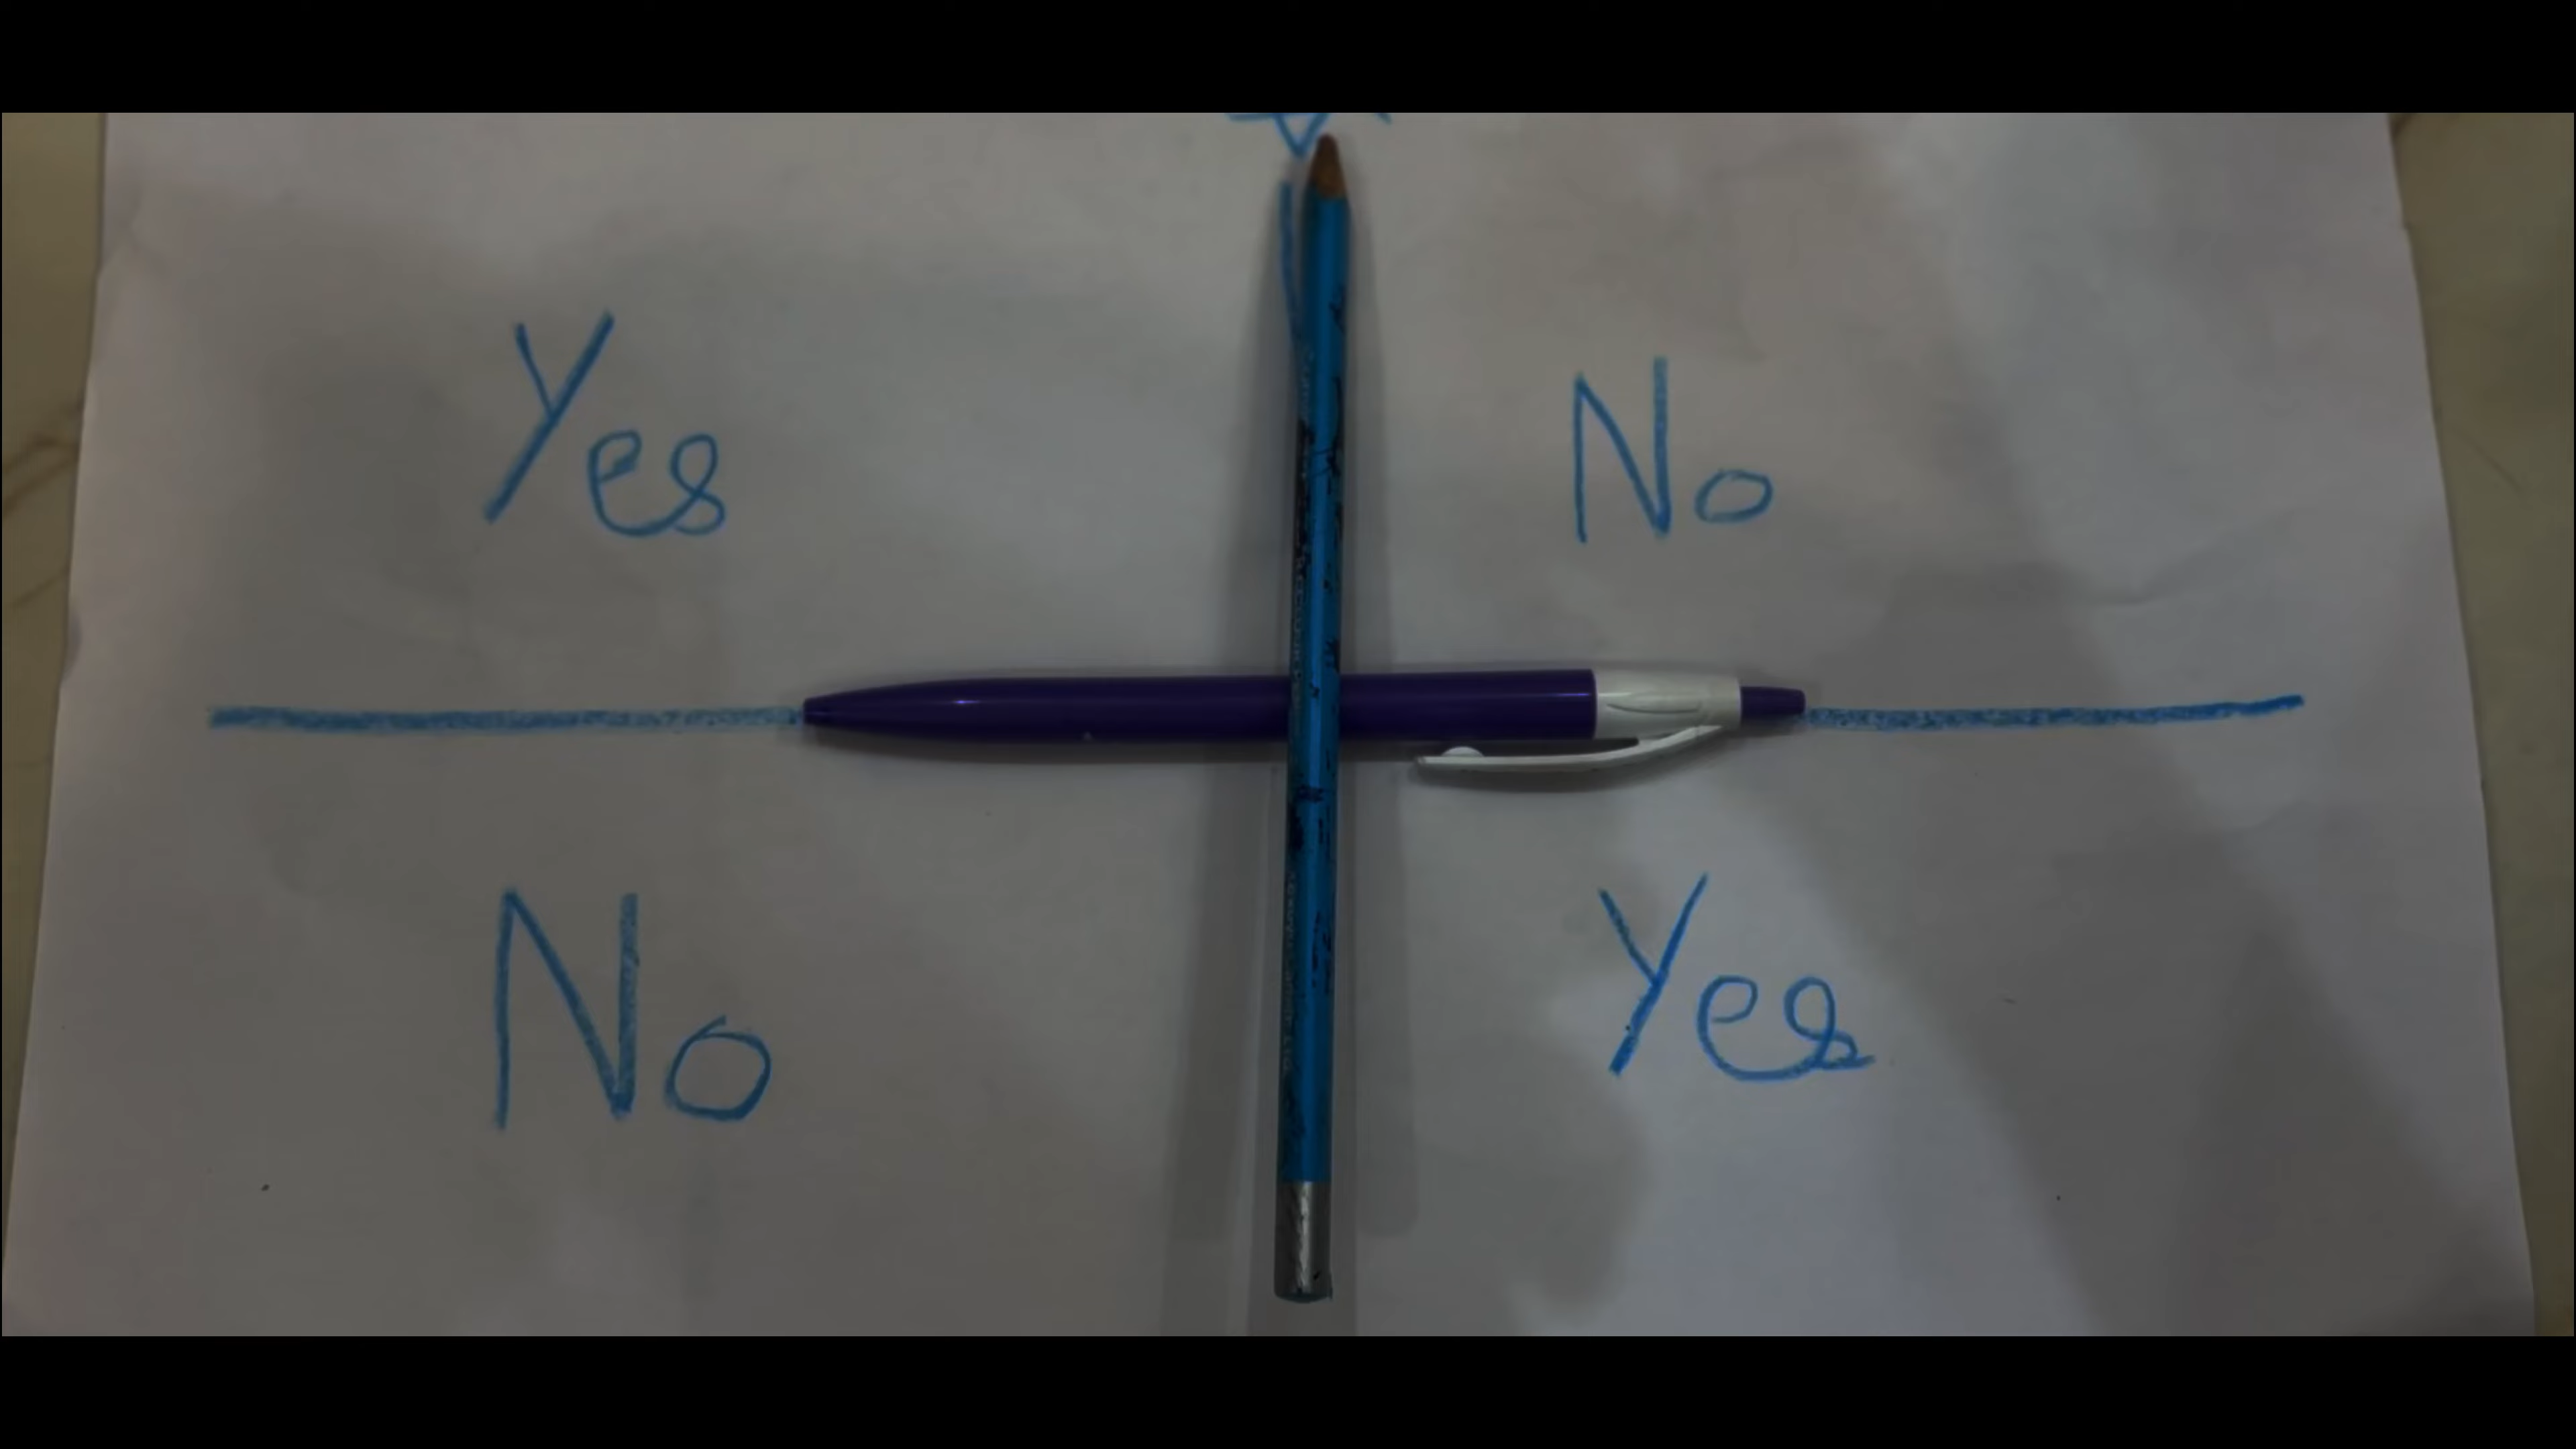 Yes No
No Yes